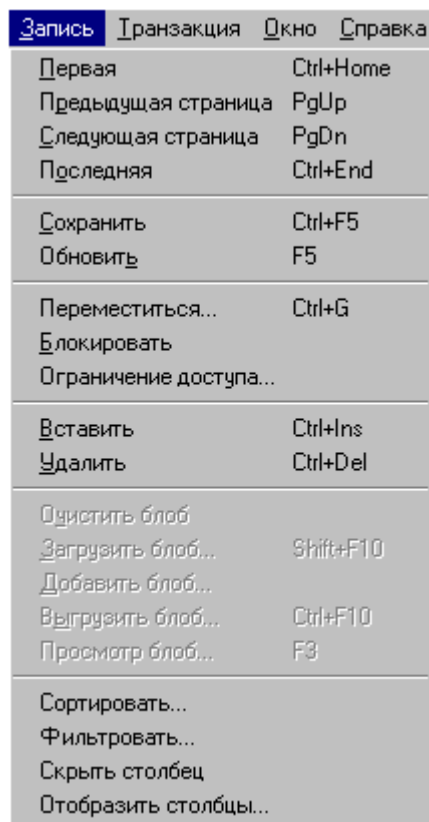 Запись Транзакция Окно Справка
Первая Ctrl+Home
Предыдущая страница PgUp
Следующая страница PgDn
Последняя Ctrl+End
Сохранить Ctrl+F5
Обновить F5
Переместиться... Ctrl+G
Блокировать
Ограничение доступа...
Вставить Ctrl+Ins
Удалить Ctrl+Del
Очистить блоб
Загрузить блоб... Shift+F10
Добавить блоб...
Выгрузить блоб... Ctrl+F10
Просмотр блоб... F3
Сортировать...
Фильтровать...
Скрыть столбец
Отобразить столбцы...